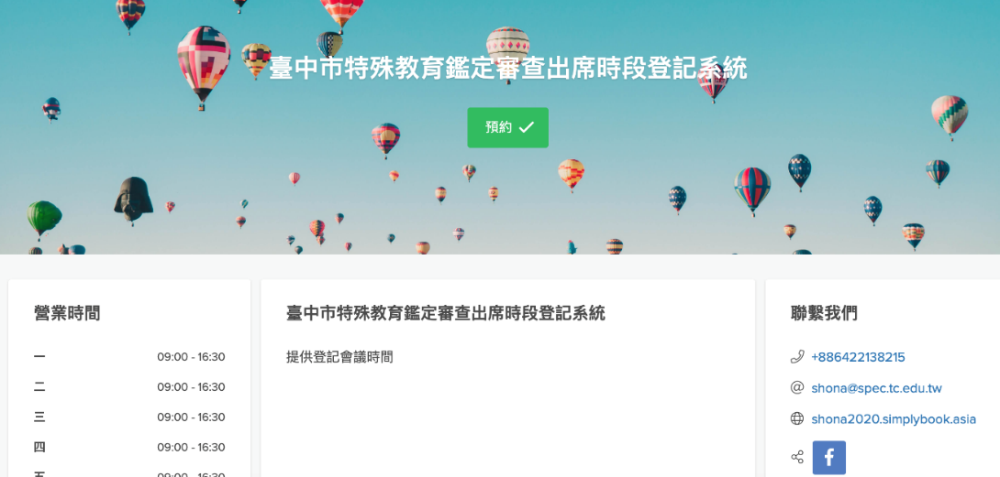 臺中市特殊教育鑑定審查出席時段登記系統
預約
營業時間
一 09:00 - 16:30
二 09:00 - 16:30
三 09:00 - 16:30
四 09:00 - 16:30
五 09:00 - 16:30
臺中市特殊教育鑑定審查出席時段登記系統
提供登記會議時間
聯繫我們
+886422138215
shona@spec.tc.edu.tw
shona2020.simplybook.asia